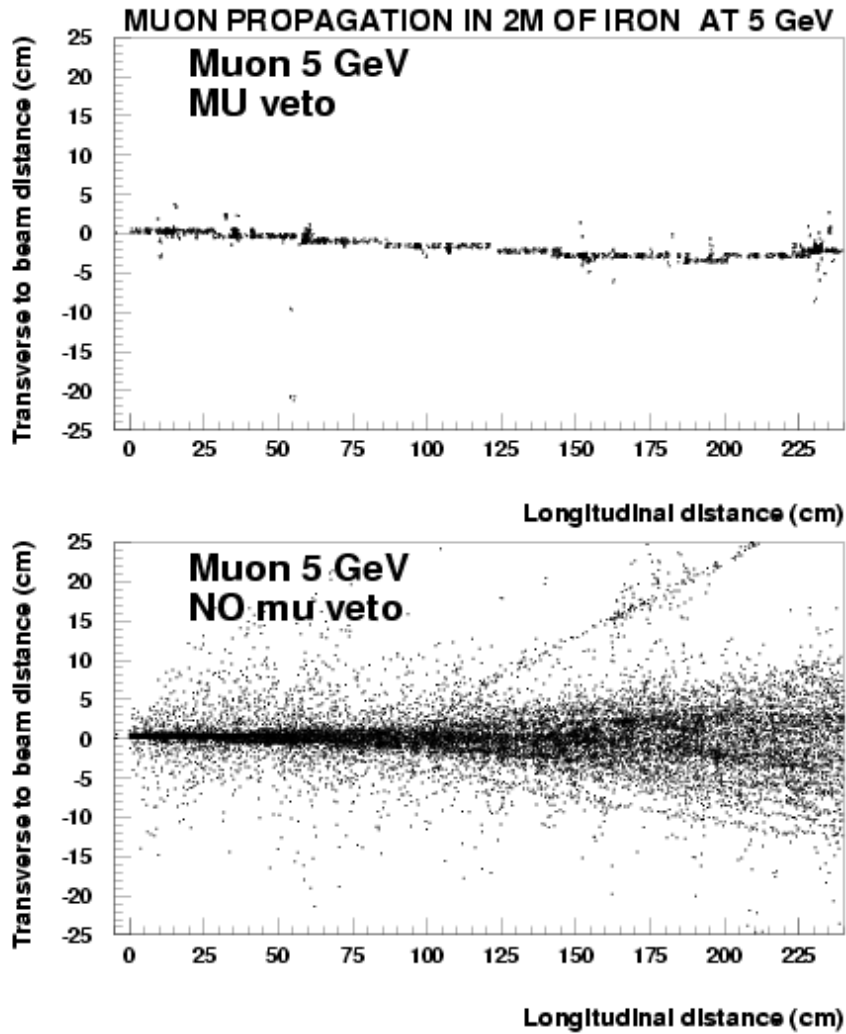 MUON PROPAGATION IN 2M OF IRON AT 5 GeV
Transverse to beam distance (cm)
25
20
15
10
5
0
-5
-10
-15
-20
-25
Muon 5 GeV
MU veto
0 25 50 75 100 125 150 175 200 225
Longitudinal distance (cm)
Transverse to beam distance (cm)
25
20
15
10
5
0
-5
-10
-15
-20
-25
Muon 5 GeV
NO mu veto
0 25 50 75 100 125 150 175 200 225
Longitudinal distance (cm)